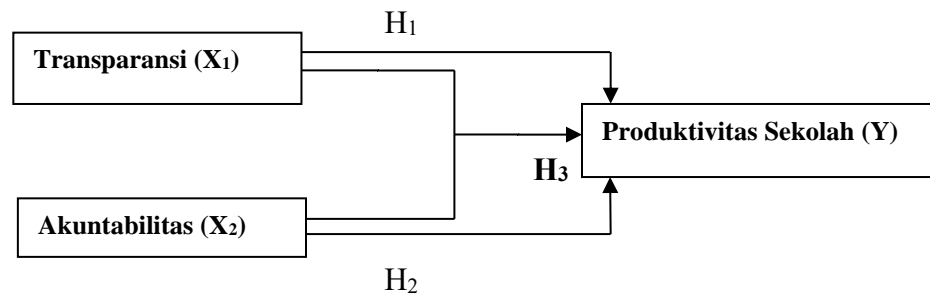 H₁
Transparansi (X₁)
Produktivitas Sekolah (Y)
H₃
Akuntabilitas (X₂)
H₂